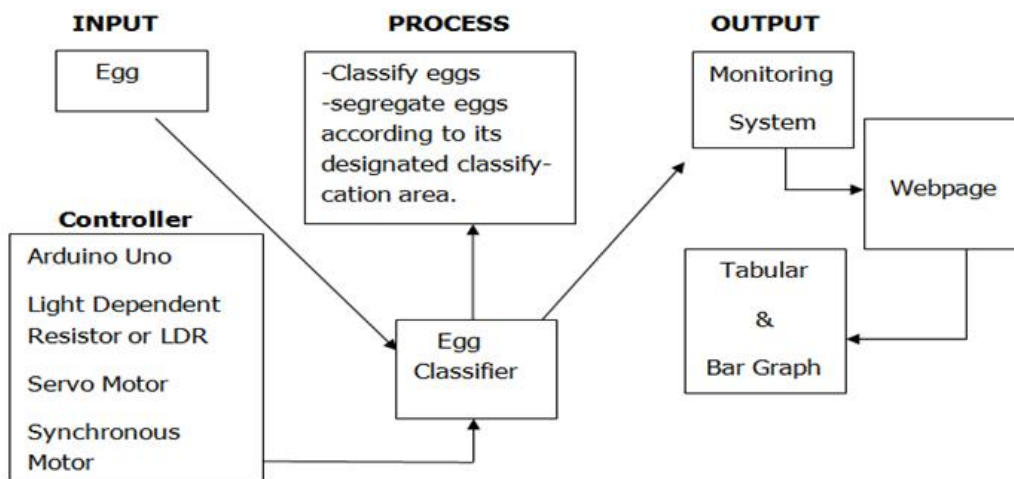 INPUT
Egg
Controller
Arduino Uno
Light Dependent
Resistor or LDR
Servo Motor
Synchronous
Motor
PROCESS
-Classify eggs
-segregate eggs
according to its
designated classify-
cation area.
Egg
Classifier
OUTPUT
Monitoring
System
Webpage
Tabular
&
Bar Graph